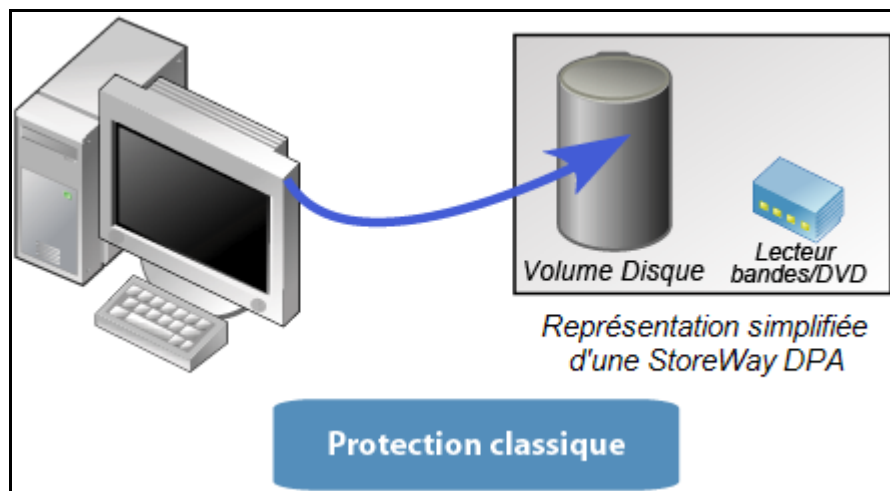 Volume Disque
Lecteur
bandes/DVD
Représentation simplifiée
d'une StoreWay DPA
Protection classique